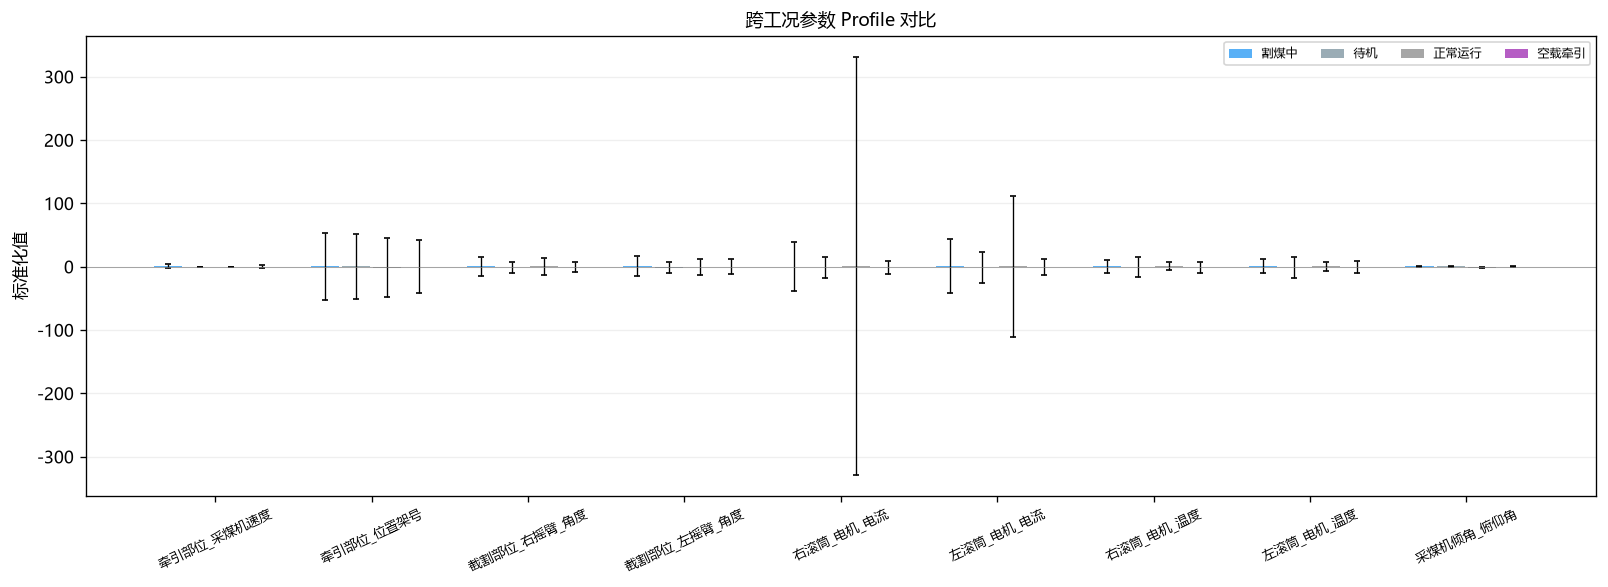 跨工况参数 Profile 对比
割煤中
待机
正常运行
空载牵引
标准化值
300
200
100
0
-100
-200
-300
牵引部位_采煤机速度
牵引部位_位置架号
截割部位_右摇臂_角度
截割部位_左摇臂_角度
右滚筒_电机_电流
左滚筒_电机_电流
右滚筒_电机_温度
左滚筒_电机_温度
采煤机倾角_俯仰角